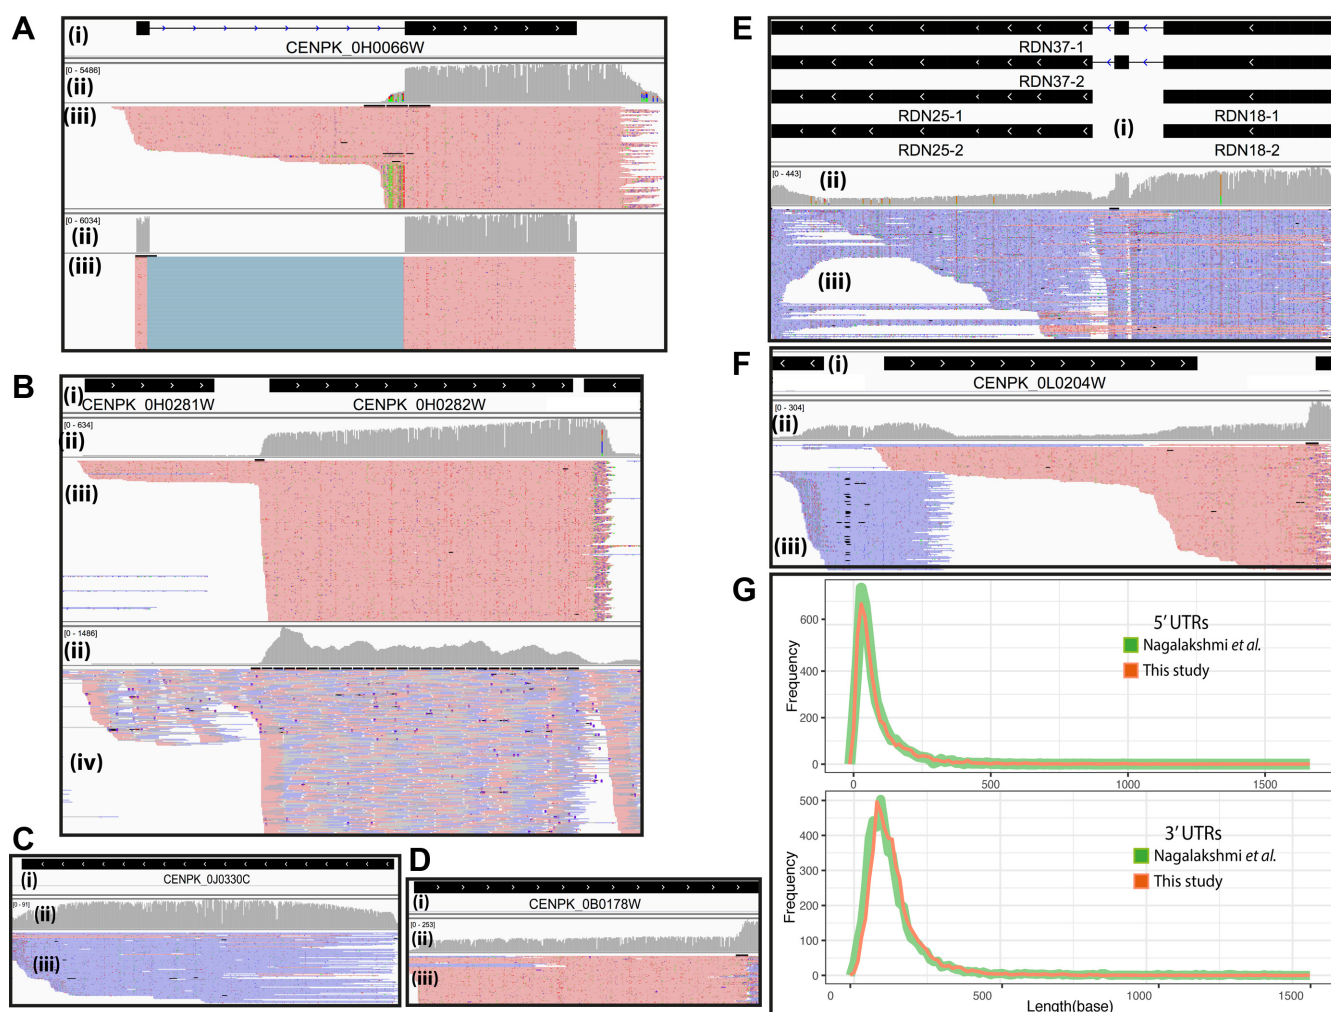 A
(i)
CENPK_0H0066W
[0 - 5486]
(ii)
(iii)
[0 - 6034]
(ii)
(iii)
B
(i)
CENPK_0H0281W
CENPK_0H0282W
[0 - 634]
(ii)
(iii)
[0 - 1486]
(ii)
(iv)
C
(i)
CENPK_0J0330C
[0 - 91]
(ii)
(iii)
D
(i)
CENPK_0B0178W
[0 - 253]
(ii)
(iii)
E
RDN37-1
RDN37-2
RDN25-1
(i)
RDN18-1
RDN25-2
RDN18-2
[0 - 443]
(ii)
(iii)
F
(i)
CENPK_0L0204W
[0 - 304]
(ii)
(iii)
G
5' UTRs
Nagalakshmi et al.
This study
Frequency
600
400
200
0
0
500
1000
1500
3' UTRs
Nagalakshmi et al.
This study
Frequency
500
400
300
200
100
0
0
500
1000
1500
Length(base)